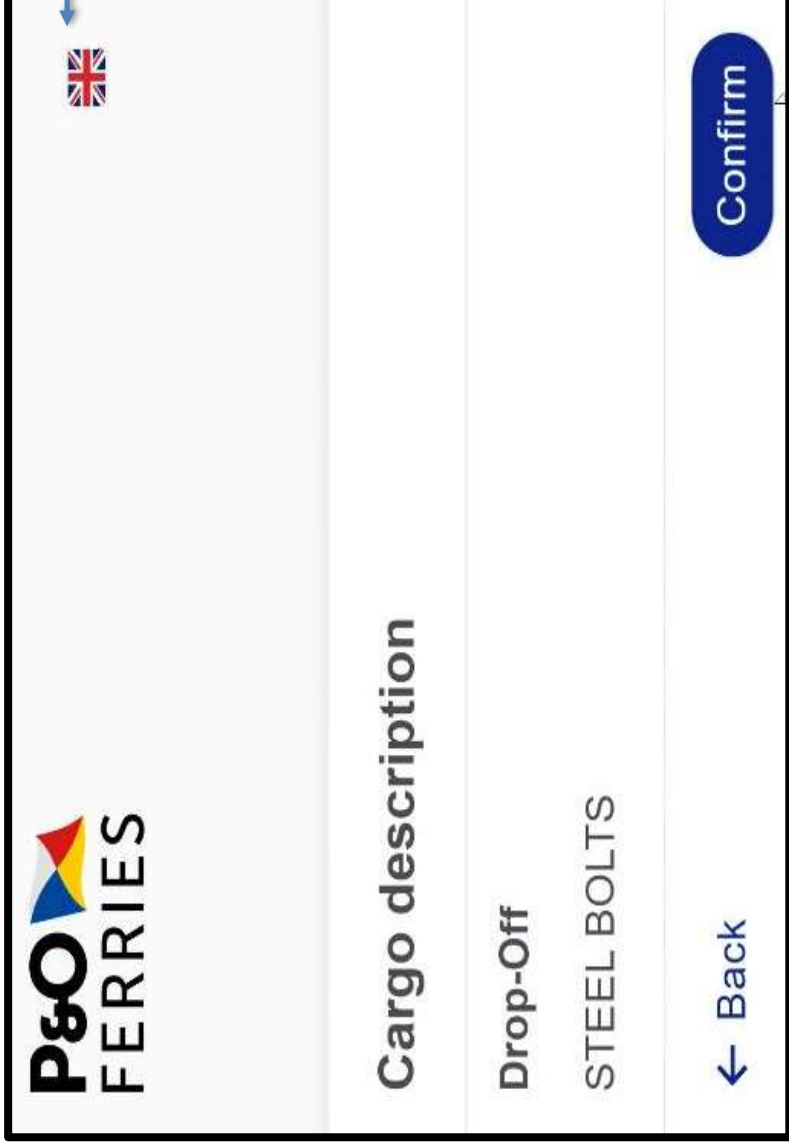 P&O
FERRIES
Cargo description
Drop-Off
STEEL BOLTS
← Back
Confirm